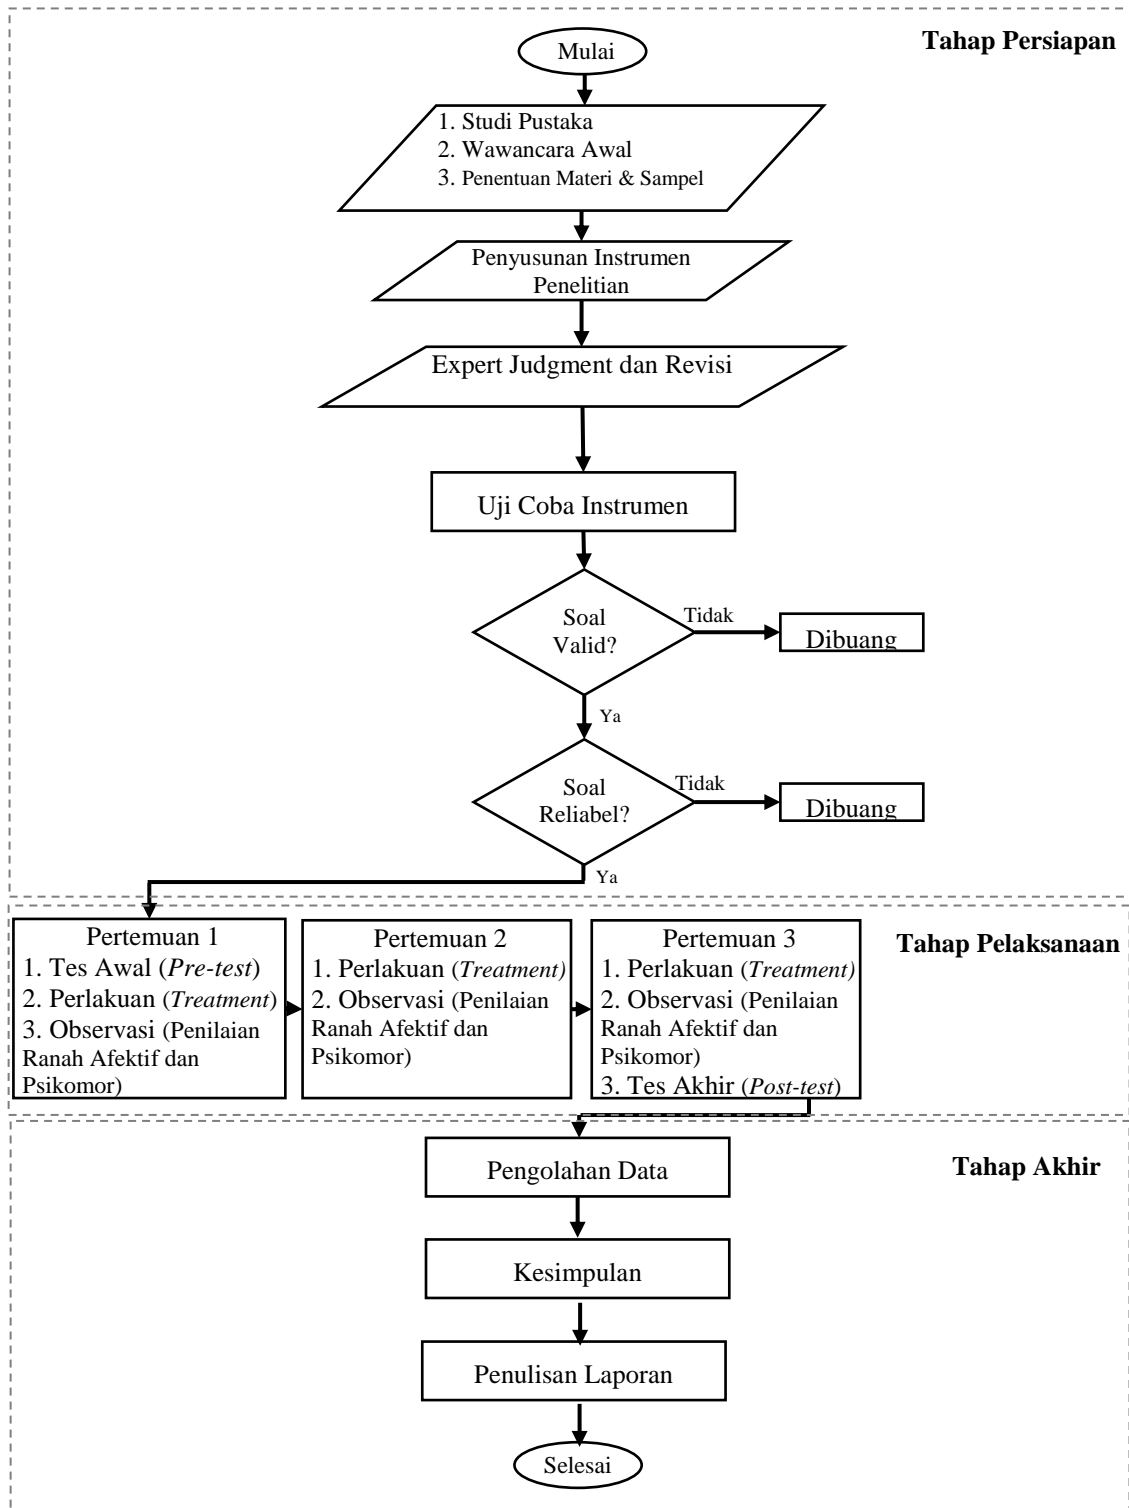 Tahap Persiapan
Mulai
1. Studi Pustaka
2. Wawancara Awal
3. Penentuan Materi & Sampel
Penyusunan Instrumen
Penelitian
Expert Judgment dan Revisi
Uji Coba Instrumen
Soal
Valid?
Tidak
Dibuang
Ya
Soal
Reliabel?
Tidak
Dibuang
Ya
Tahap Pelaksanaan
Pertemuan 1
1. Tes Awal (Pre-test)
2. Perlakuan (Treatment)
3. Observasi (Penilaian
Ranah Afektif dan
Psikomor)
Pertemuan 2
1. Perlakuan (Treatment)
2. Observasi (Penilaian
Ranah Afektif dan
Psikomor)
Pertemuan 3
1. Perlakuan (Treatment)
2. Observasi (Penilaian
Ranah Afektif dan
Psikomor)
3. Tes Akhir (Post-test)
Tahap Akhir
Pengolahan Data
Kesimpulan
Penulisan Laporan
Selesai